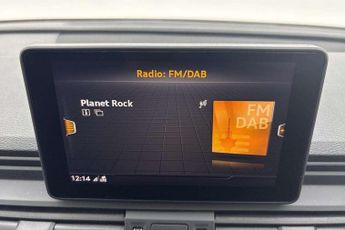 Radio: FM/DAB
Planet Rock
FM
DAB
12:14